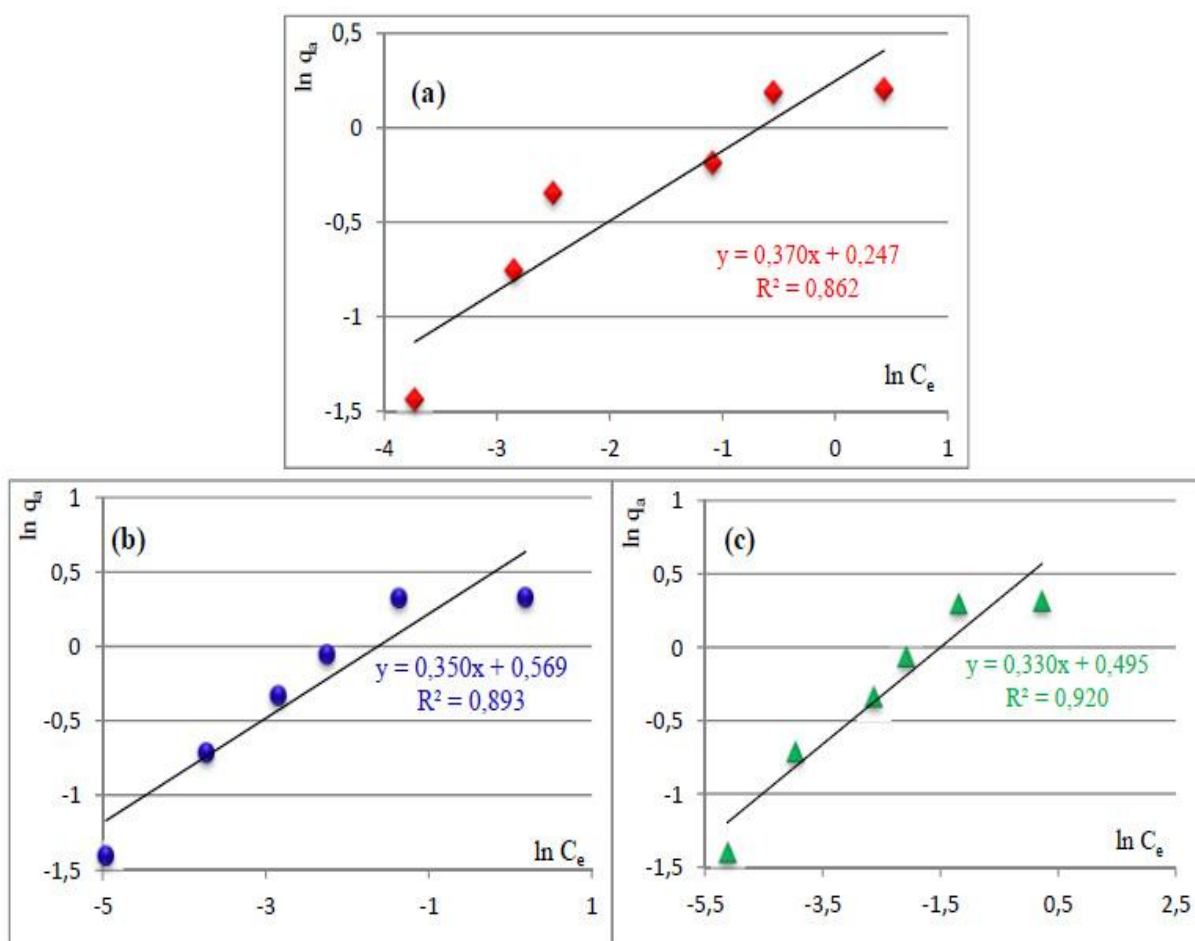 ln qa
(a)
0,5
0
-0,5
-1
-1,5
y = 0,370x + 0,247
R² = 0,862
ln Ce
-4 -3 -2 -1 0 1
ln qa
(b)
1
0,5
0
-0,5
-1
-1,5
y = 0,350x + 0,569
R² = 0,893
ln Ce
-5 -3 -1 1
ln qa
(c)
1
0,5
0
-0,5
-1
-1,5
y = 0,330x + 0,495
R² = 0,920
ln Ce
-5,5 -3,5 -1,5 0,5 2,5